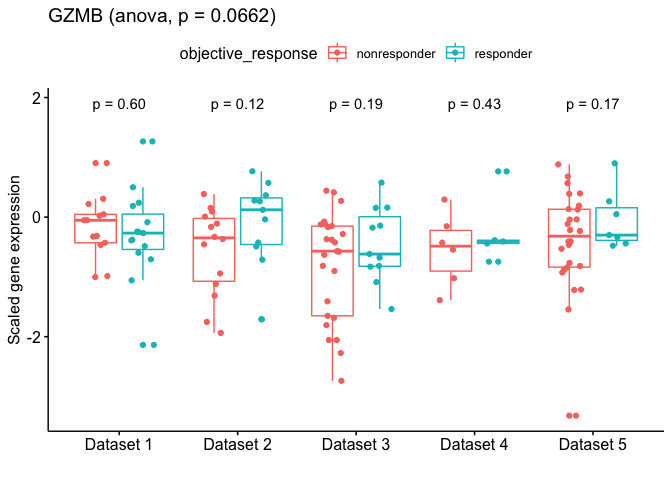 GZMB (anova, p = 0.0662)
objective_response nonresponder responder
p = 0.60 p = 0.12 p = 0.19 p = 0.43 p = 0.17
2
0
-2
Scaled gene expression
Dataset 1 Dataset 2 Dataset 3 Dataset 4 Dataset 5